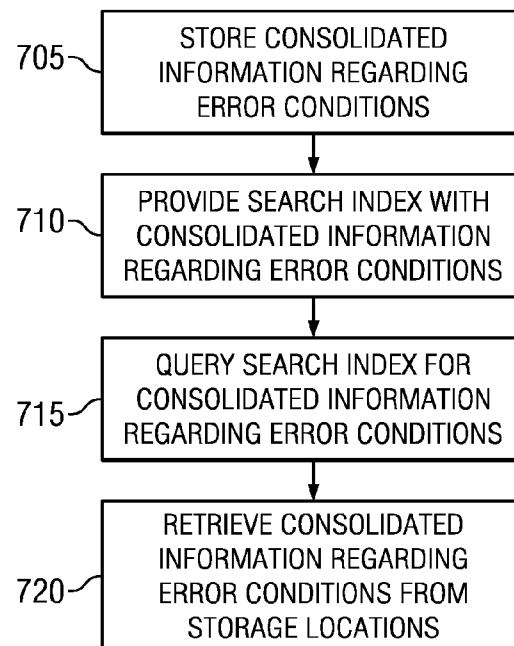 705
STORE CONSOLIDATED
INFORMATION REGARDING
ERROR CONDITIONS
710
PROVIDE SEARCH INDEX WITH
CONSOLIDATED INFORMATION
REGARDING ERROR CONDITIONS
715
QUERY SEARCH INDEX FOR
CONSOLIDATED INFORMATION
REGARDING ERROR CONDITIONS
720
RETRIEVE CONSOLIDATED
INFORMATION REGARDING
ERROR CONDITIONS FROM
STORAGE LOCATIONS